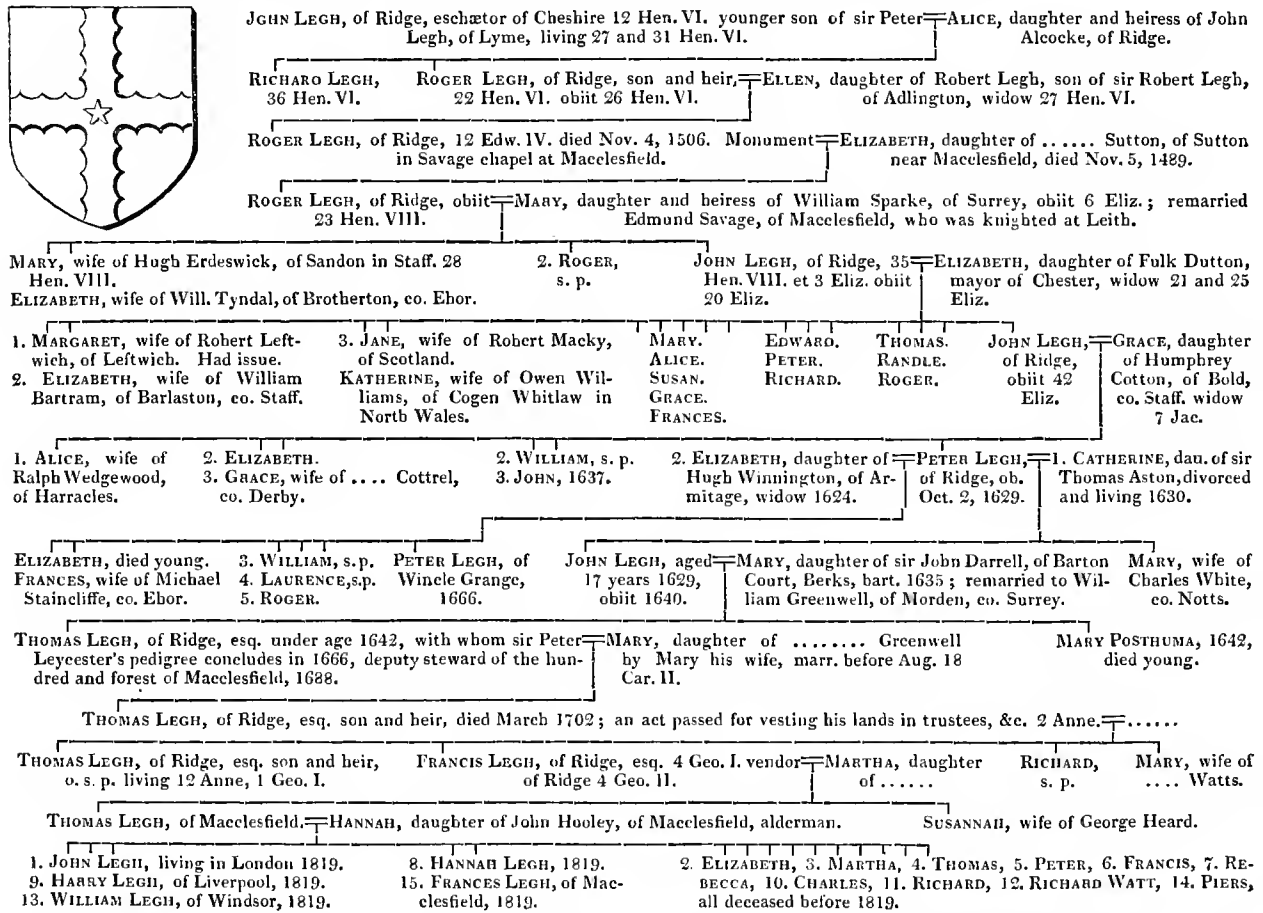 JOHN LEGH, of Ridge, eschætor of Cheshire 12 Hen. VI. younger son of sir Peter
Legh, of Lyme, living 27 and 31 Hen. VI.
ALICE, daughter and heiress of John
Alcocke, of Ridge.
RICHARD LEGH,
36 Hen. VI.
ROGER LEGH, of Ridge, son and heir,
22 Hen. VI. obiit 26 Hen. VI.
ELLEN, daughter of Robert Legh, son of sir Robert Legh,
of Adlington, widow 27 Hen. VI.
ROGER LEGH, of Ridge, 12 Edw. IV. died Nov. 4, 1506. Monument
in Savage chapel at Macclesfield.
ELIZABETH, daughter of ...... Sutton, of Sutton
near Macclesfield, died Nov. 5, 1489.
ROGER LEGH, of Ridge, obiit
23 Hen. VIII.
MARY, daughter and heiress of William Sparke, of Surrey, obiit 6 Eliz.; remarried
Edmund Savage, of Macclesfield, who was knighted at Leith.
MARY, wife of Hugh Erdeswick, of Sandon in Staff. 28
Hen. VIII.
ELIZABETH, wife of Will. Tyndal, of Brotherton, co. Ebor.
2. ROGER,
s. p.
JOHN LEGH, of Ridge, 35
Hen. VIII. et 3 Eliz. obiit
20 Eliz.
ELIZABETH, daughter of Fulk Dutton,
mayor of Chester, widow 21 and 25
Eliz.
1. MARGARET, wife of Robert Left-
wich, of Leftwich. Had issue.
2. ELIZABETH, wife of William
Bartram, of Barlaston, co. Staff.
3. JANE, wife of Robert Macky,
of Scotland.
KATHERINE, wife of Owen Wil-
liams, of Cogen Whitlaw in
North Wales.
MARY.
ALICE.
SUSAN.
GRACE.
FRANCES.
EDWARD.
PETER.
RICHARD.
THOMAS.
RANDLE.
ROGER.
JOHN LEGH,
of Ridge,
obiit 42
Eliz.
GRACE, daughter
of Humphrey
Cotton, of Bold,
co. Staff. widow
7 Jac.
1. ALICE, wife of
Ralph Wedgewood,
of Harracles.
2. ELIZABETH.
3. GRACE, wife of .... Cottrel,
co. Derby.
2. WILLIAM, s. p.
3. JOHN, 1637.
2. ELIZABETH, daughter of
Hugh Winnington, of Ar-
mitage, widow 1624.
PETER LEGH,
of Ridge, ob.
Oct. 2, 1629.
1. CATHERINE, dau. of sir
Thomas Aston, divorced
and living 1630.
ELIZABETH, died young.
FRANCES, wife of Michael
Staincliffe, co. Ebor.
3. WILLIAM, s.p.
4. LAURENCE, s.p.
5. ROGER.
PETER LEGH, of
Wincle Grange,
1666.
JOHN LEGH, aged
17 years 1629,
obiit 1640.
MARY, daughter of sir John Darrell, of Barton
Court, Berks, bart. 1635; remarried to Wil-
liam Greenwell, of Morden, co. Surrey.
MARY, wife of
Charles White,
co. Notts.
THOMAS LEGH, of Ridge, esq. under age 1642, with whom sir Peter
Leycester's pedigree concludes in 1666, deputy steward of the hun-
dred and forest of Macclesfield, 1688.
MARY, daughter of ........ Greenwell
by Mary his wife, marr. before Aug. 18
Car. II.
MARY POSTHUMA, 1642,
died young.
THOMAS LEGH, of Ridge, esq. son and heir, died March 1702; an act passed for vesting his lands in trustees, &c. 2 Anne. ......
THOMAS LEGH, of Ridge, esq. son and heir,
o. s. p. living 12 Anne, 1 Geo. I.
FRANCIS LEGH, of Ridge, esq. 4 Geo. I. vendor
of Ridge 4 Geo. II.
MARTHA, daughter
of ......
RICHARD,
s. p.
MARY, wife of
.... Watts.
THOMAS LEGH, of Macclesfield.
HANNAH, daughter of John Hooley, of Macclesfield, alderman.
SUSANNAH, wife of George Heard.
1. JOHN LEGH, living in London 1819.
9. HARRY LEGH, of Liverpool, 1819.
13. WILLIAM LEGH, of Windsor, 1819.
8. HANNAH LEGH, 1819.
15. FRANCES LEGH, of Mac-
clesfield, 1819.
2. ELIZABETH, 3. MARTHA, 4. THOMAS, 5. PETER, 6. FRANCIS, 7. RE-
BECCA, 10. CHARLES, 11. RICHARD, 12. RICHARD WATT, 14. PIERS,
all deceased before 1819.